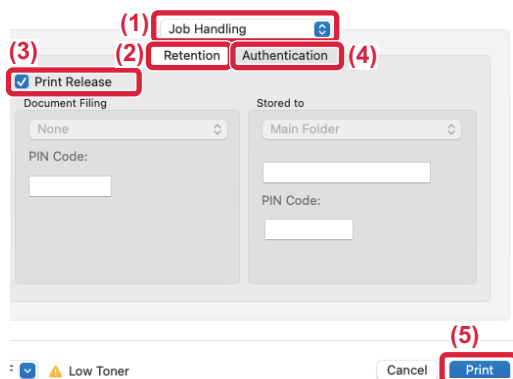 (1) Job Handling
(3) (2) Retention Authentication (4)
Print Release
Document Filing Stored to
None Main Folder
PIN Code:
PIN Code:
(5)
Low Toner Cancel Print